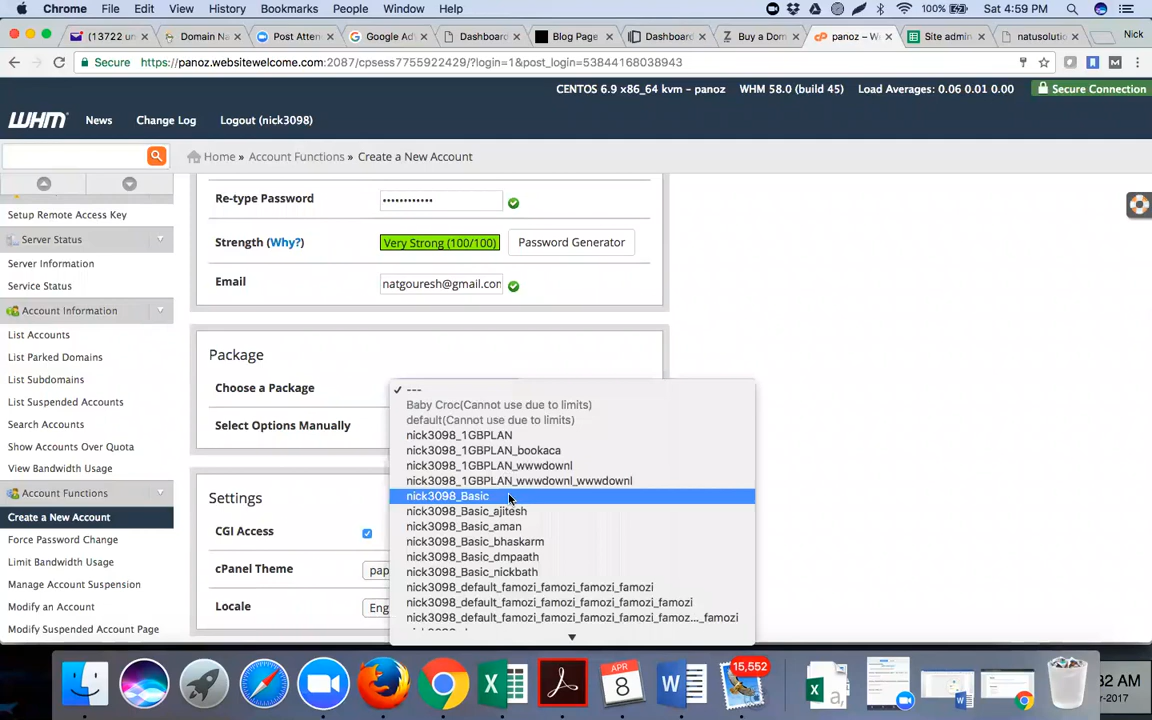 Chrome File Edit View History Bookmarks People Window Help 100% Sat 4:59 PM
(13722 un
Domain Na
Post Atten
Google Ad
Dashboard
Blog Page
Dashboard
Buy a Dom
panoz – W
Site admin
natusolution
Nick
Secure https://panoz.websitewelcome.com:2087/cpsess7755922429/?login=1&post_login=53844168038943
CENTOS 6.9 x86_64 kvm – panoz WHM 58.0 (build 45) Load Averages: 0.06 0.01 0.00 Secure Connection
WHM News Change Log Logout (nick3098)
Home » Account Functions » Create a New Account
Setup Remote Access Key
Server Status
Server Information
Service Status
Account Information
List Accounts
List Parked Domains
List Subdomains
List Suspended Accounts
Search Accounts
Show Accounts Over Quota
View Bandwidth Usage
Account Functions
Create a New Account
Force Password Change
Limit Bandwidth Usage
Manage Account Suspension
Modify an Account
Modify Suspended Account Page
Re-type Password ••••••••••••
Strength (Why?) Very Strong (100/100) Password Generator
Email natgouresh@gmail.con
Package
Choose a Package
Select Options Manually
✓ ---
Baby Croc(Cannot use due to limits)
default(Cannot use due to limits)
nick3098_1GBPLAN
nick3098_1GBPLAN_bookaca
nick3098_1GBPLAN_wwwdownl
nick3098_1GBPLAN_wwwdownl_wwwdownl
nick3098_Basic
nick3098_Basic_ajitesh
nick3098_Basic_aman
nick3098_Basic_bhaskarm
nick3098_Basic_dmpaath
nick3098_Basic_nickbath
nick3098_default_famozi_famozi_famozi_famozi
nick3098_default_famozi_famozi_famozi_famozi_famozi
nick3098_default_famozi_famozi_famozi_famozi_famoz..._famozi
Settings
CGI Access
cPanel Theme pap
Locale Eng
APR
8
15,552
32 AM
r-2017